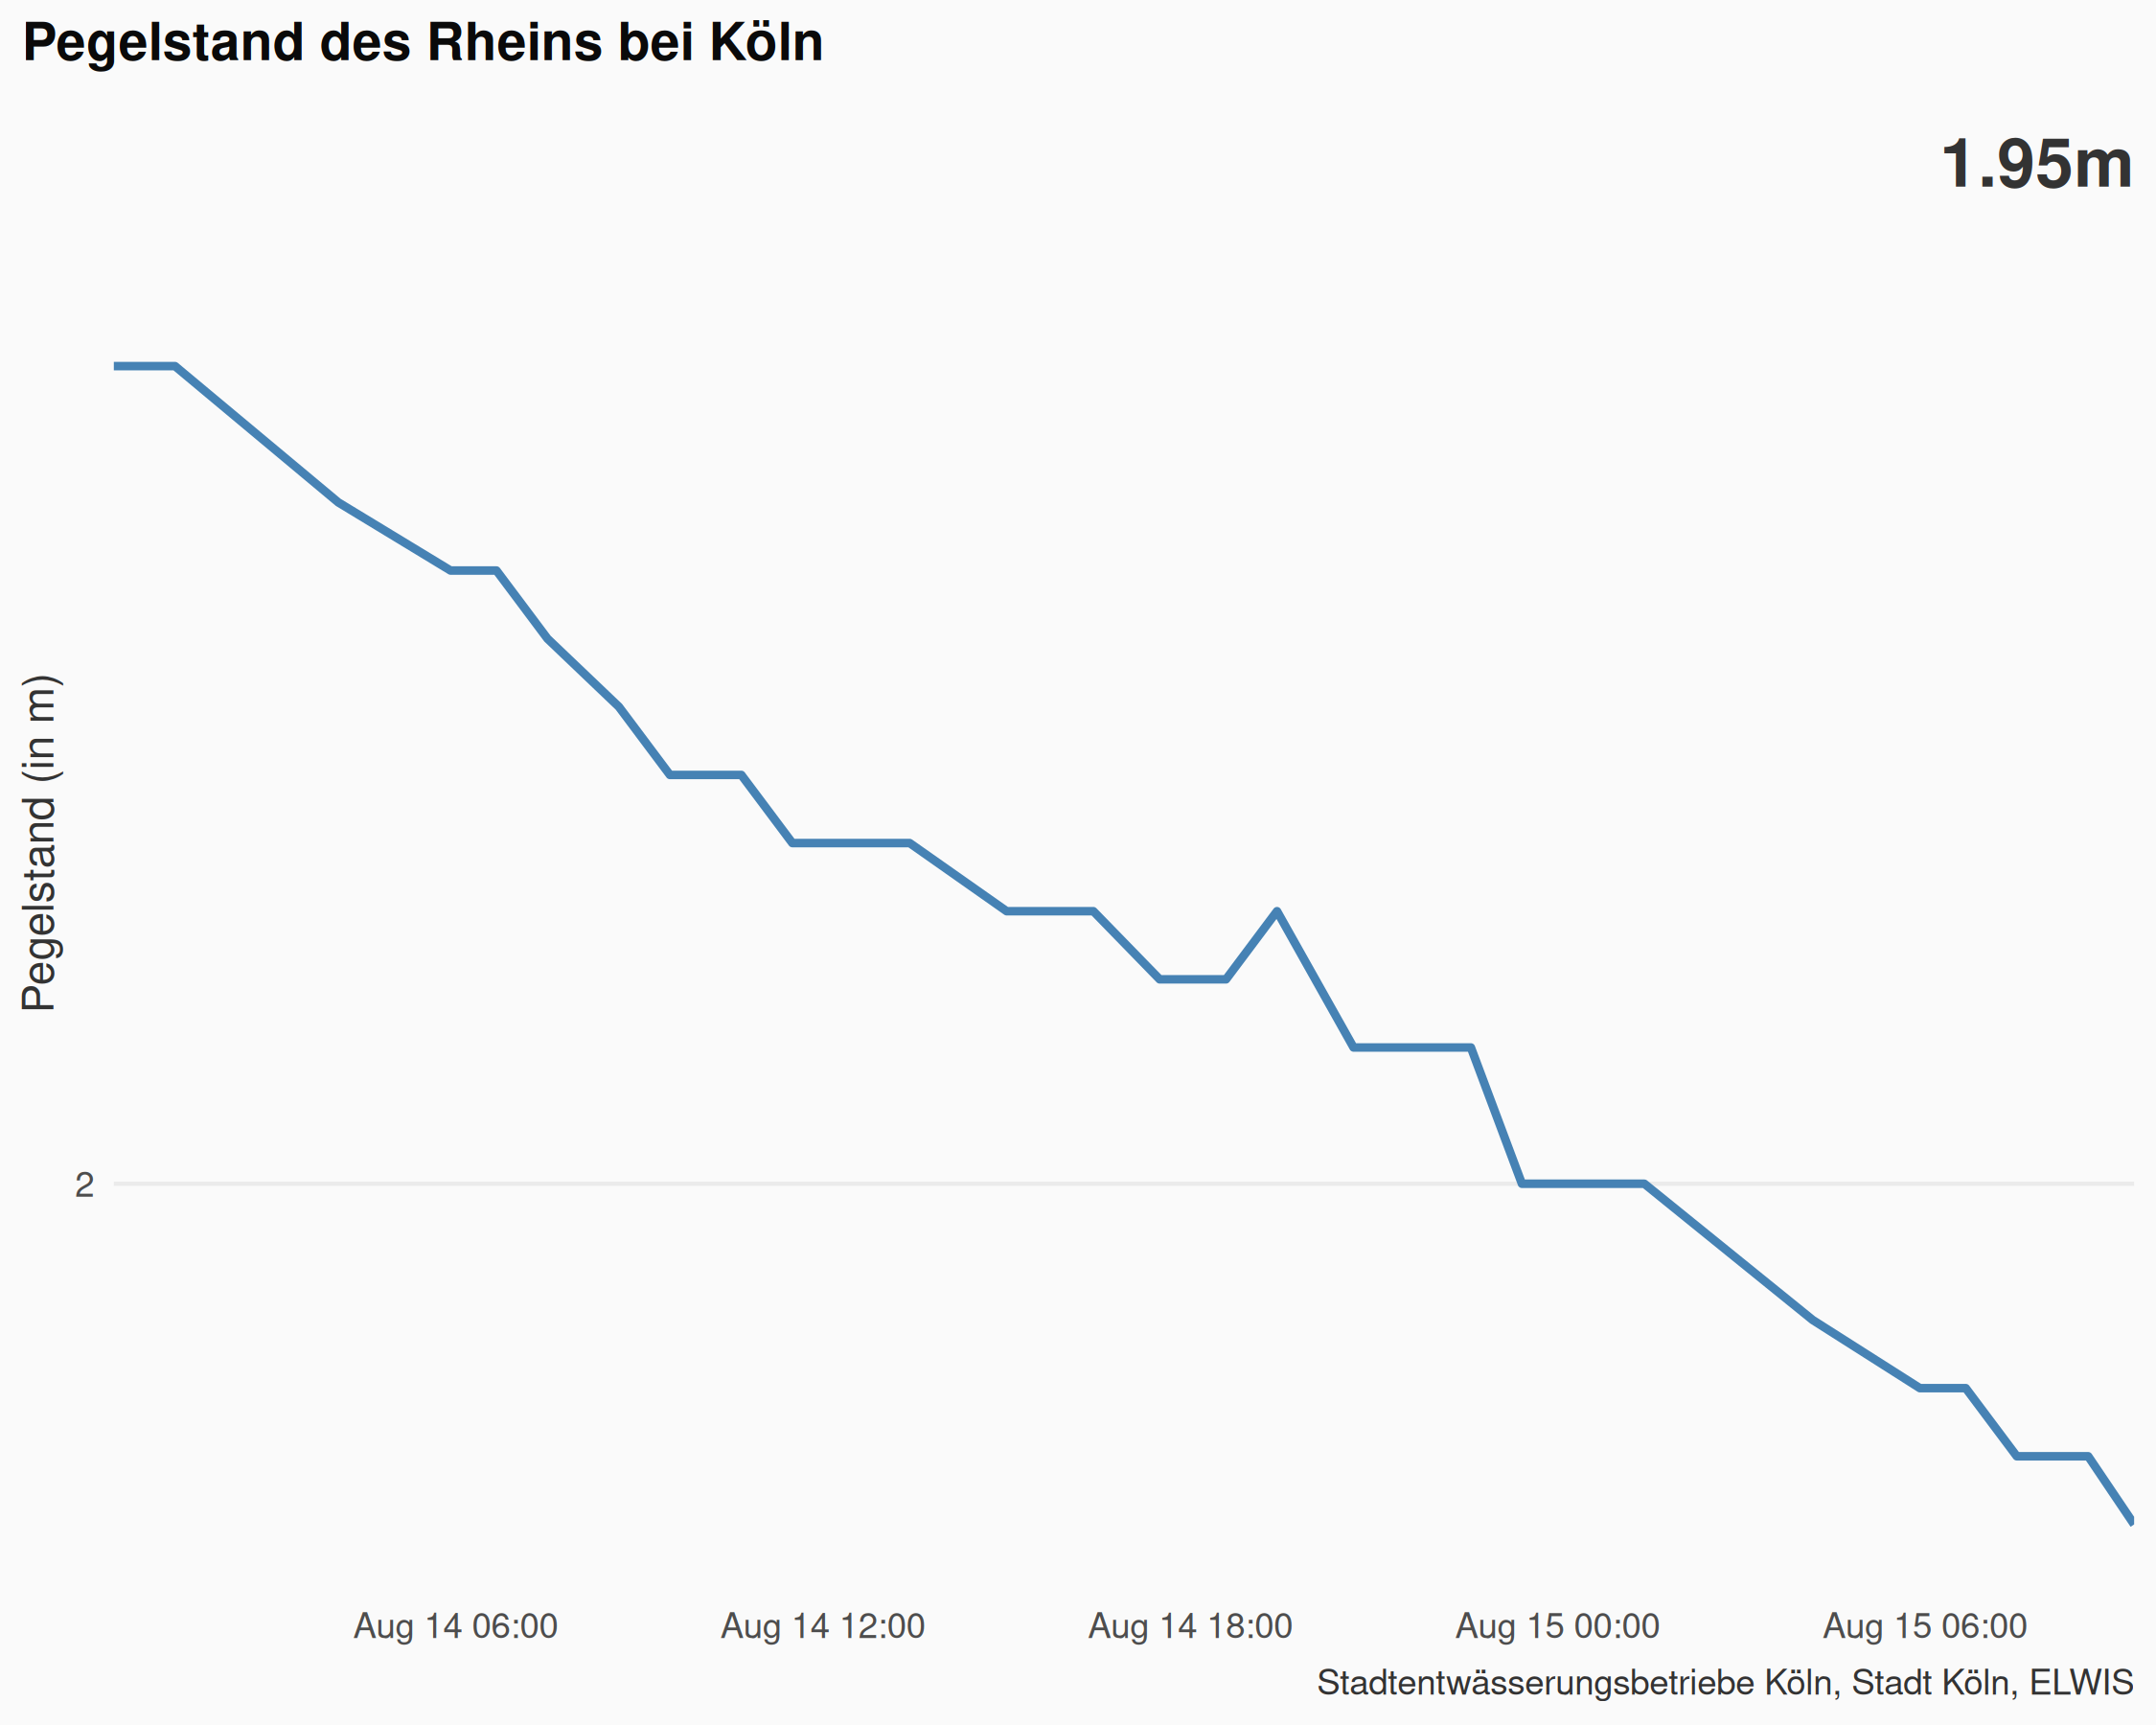 Pegelstand des Rheins bei Köln
1.95m
Pegelstand (in m)
2
Aug 14 06:00 Aug 14 12:00 Aug 14 18:00 Aug 15 00:00 Aug 15 06:00
Stadtentwässerungsbetriebe Köln, Stadt Köln, ELWIS